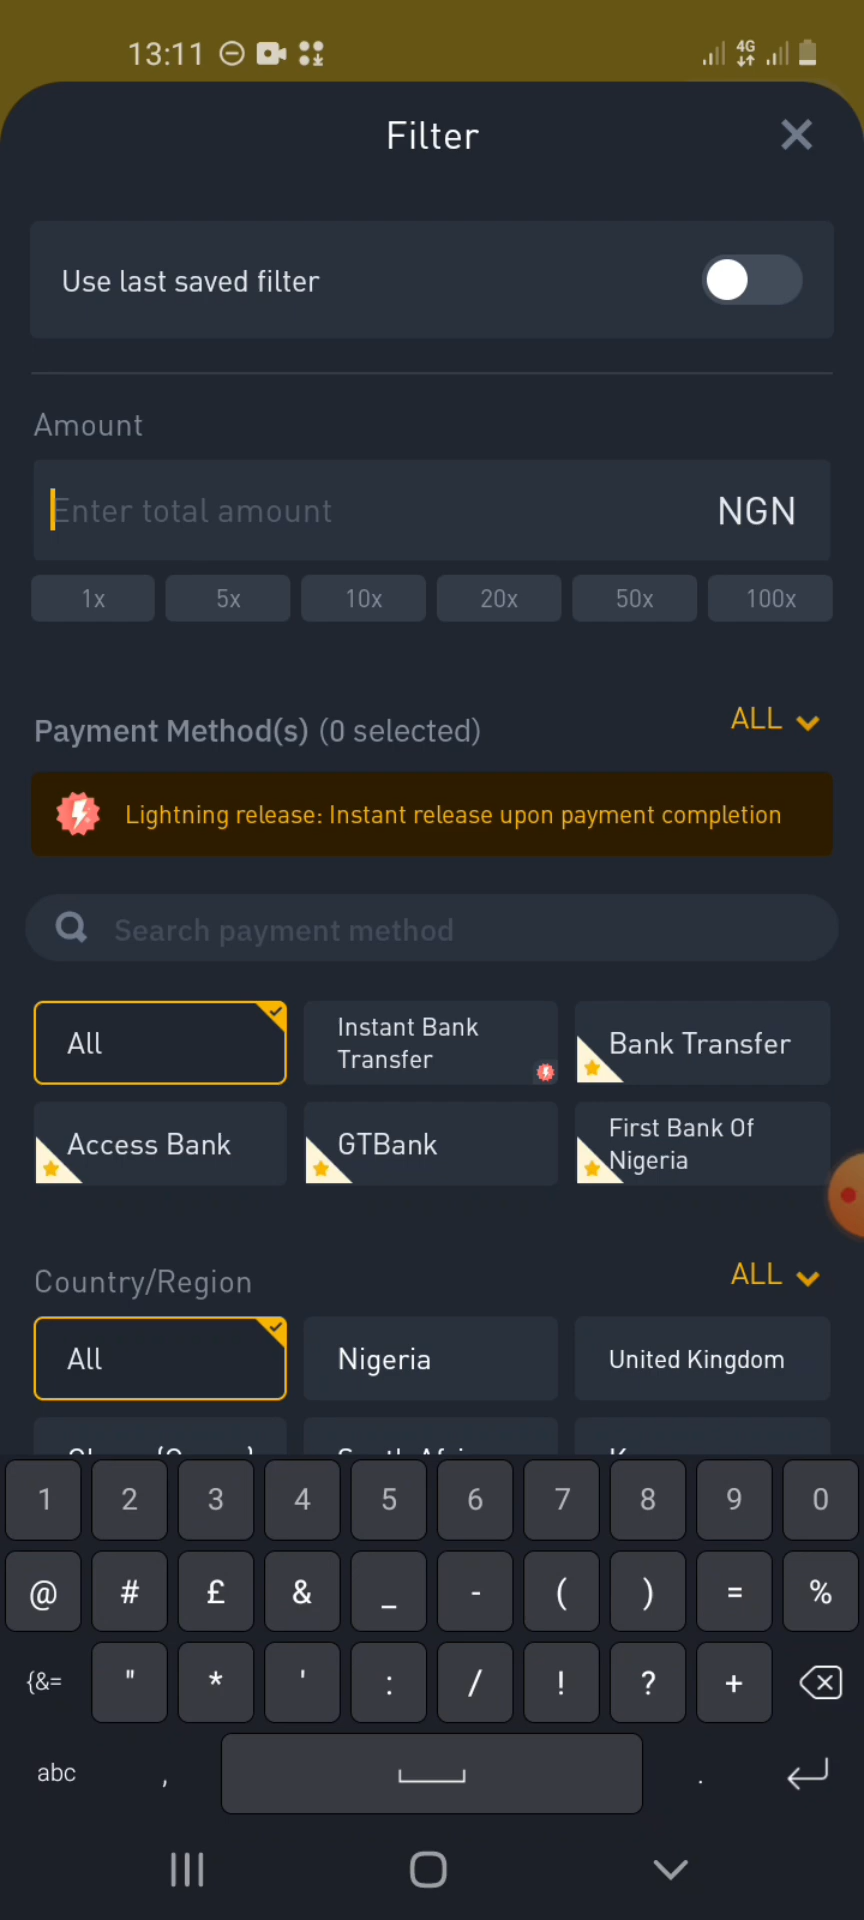 13:11
4G
Filter
Use last saved filter
Amount
Enter total amount
NGN
1x 5x 10x 20x 50x 100x
Payment Method(s) (0 selected)
ALL
Lightning release: Instant release upon payment completion
Search payment method
All
Instant Bank
Transfer
Bank Transfer
Access Bank
GTBank
First Bank Of
Nigeria
Country/Region
ALL
All
Nigeria
United Kingdom
1 2 3 4 5 6 7 8 9 0
@ # £ & _ - ( ) = %
{&= " * ' : / ! ? +
abc , .